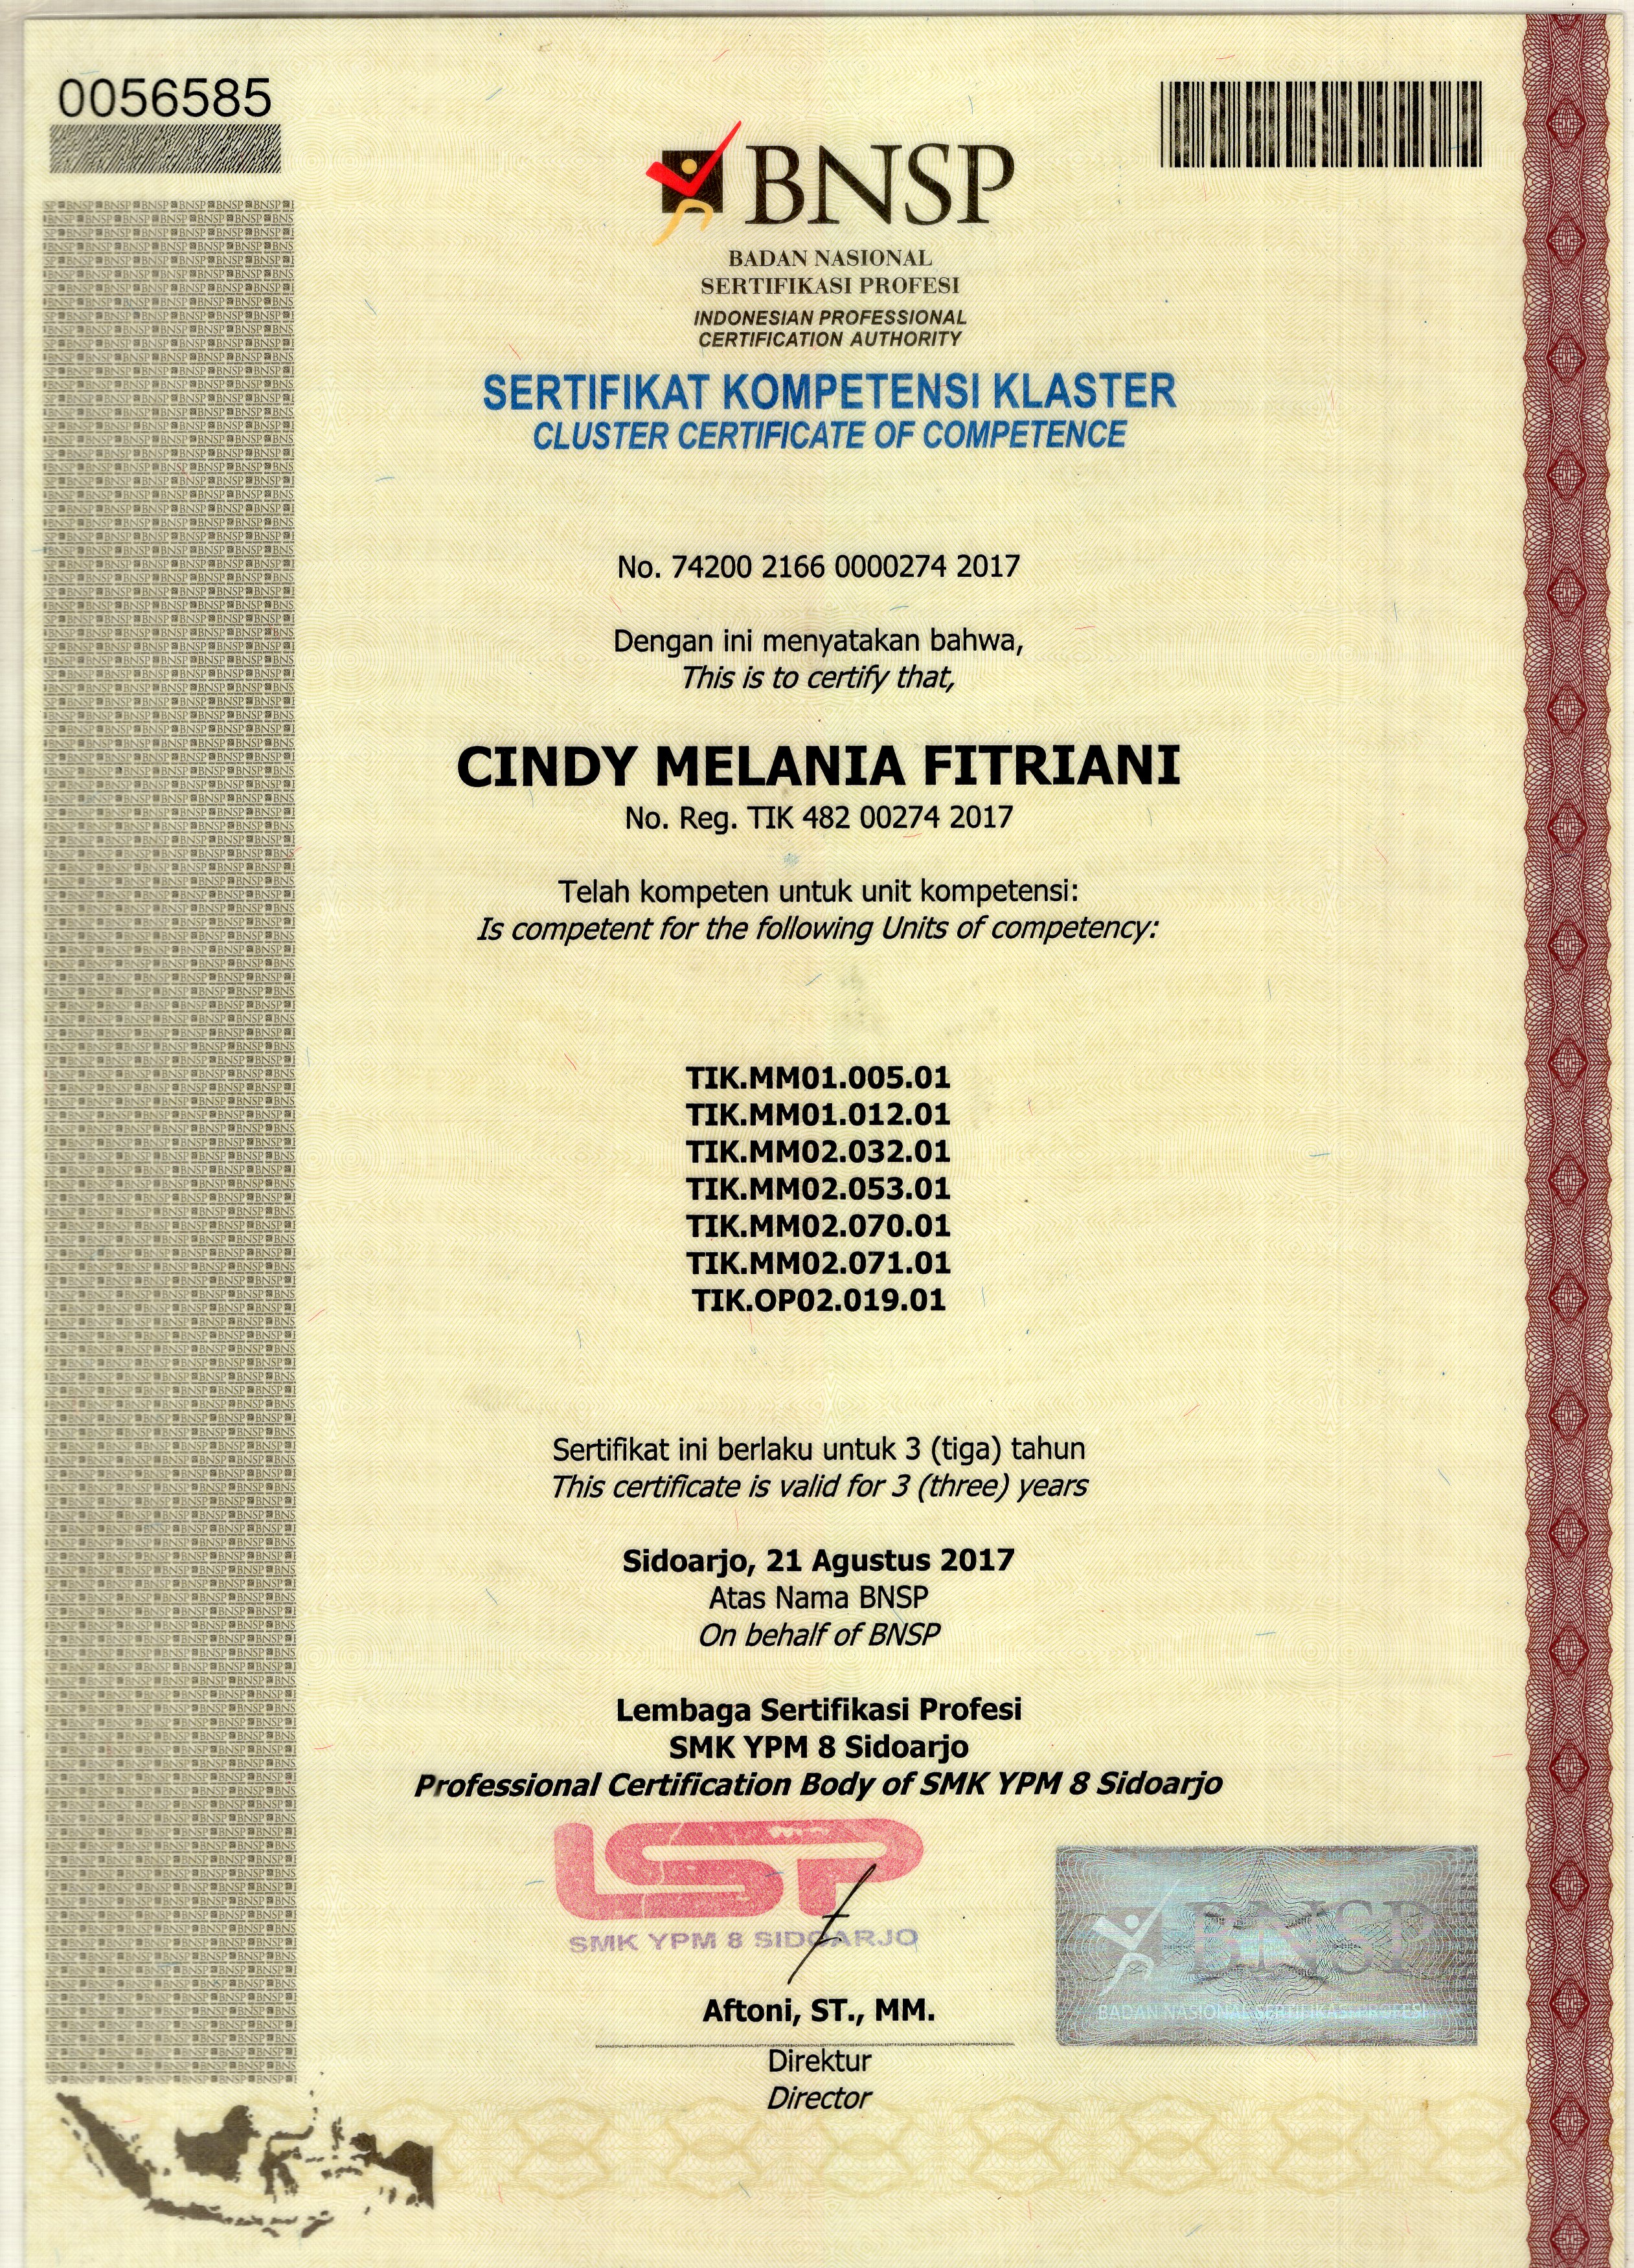 0056585
BNSP
BADAN NASIONAL
SERTIFIKASI PROFESI
INDONESIAN PROFESSIONAL
CERTIFICATION AUTHORITY
SERTIFIKAT KOMPETENSI KLASTER
CLUSTER CERTIFICATE OF COMPETENCE
No. 74200 2166 0000274 2017
Dengan ini menyatakan bahwa,
This is to certify that,
CINDY MELANIA FITRIANI
No. Reg. TIK 482 00274 2017
Telah kompeten untuk unit kompetensi:
Is competent for the following Units of competency:
TIK.MM01.005.01
TIK.MM01.012.01
TIK.MM02.032.01
TIK.MM02.053.01
TIK.MM02.070.01
TIK.MM02.071.01
TIK.OP02.019.01
Sertifikat ini berlaku untuk 3 (tiga) tahun
This certificate is valid for 3 (three) years
Sidoarjo, 21 Agustus 2017
Atas Nama BNSP
On behalf of BNSP
Lembaga Sertifikasi Profesi
SMK YPM 8 Sidoarjo
Professional Certification Body of SMK YPM 8 Sidoarjo
LSP
SMK YPM 8 SIDOARJO
BNSP
BADAN NASIONAL SERTIFIKASI PROFESI
Aftoni, ST., MM.
Direktur
Director